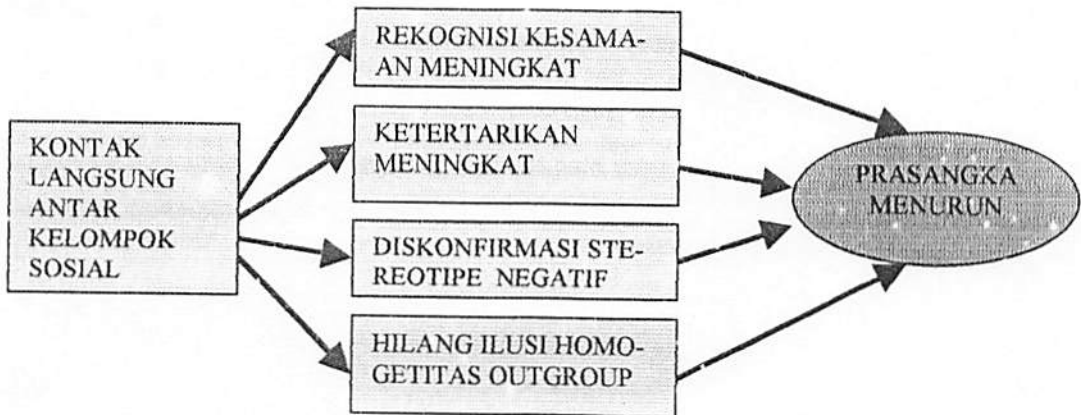 KONTAK
LANGSUNG
ANTAR
KELOMPOK
SOSIAL
REKOGNISI KESAMA-
AN MENINGKAT
KETERTARIKAN
MENINGKAT
DISKONFIRMASI STE-
REOTIPE NEGATIF
HILANG ILUSI HOMO-
GETITAS OUTGROUP
PRASANGKA
MENURUN